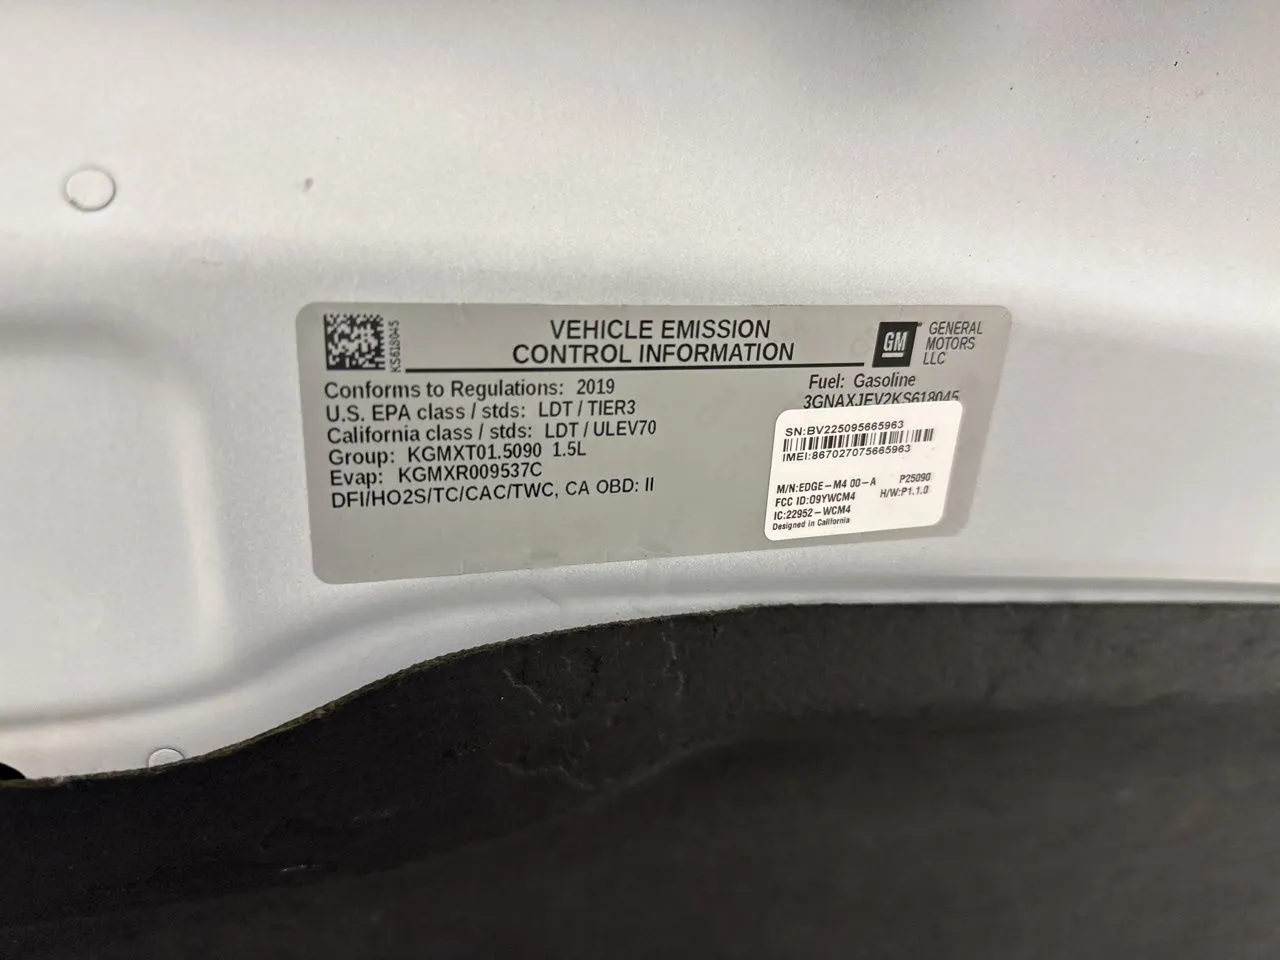 KS618045
VEHICLE EMISSION
CONTROL INFORMATION
GM
GENERAL
MOTORS
LLC
Conforms to Regulations: 2019
U.S. EPA class / stds: LDT / TIER3
California class / stds: LDT / ULEV70
Group: KGMXT01.5090 1.5L
Evap: KGMXR009537C
DFI/HO2S/TC/CAC/TWC, CA OBD: II
Fuel: Gasoline
3GNAXJEV2KS618045
SN:BV225095665963
IMEI:867027075665963
M/N:EDGE-M4 00-A P25090
FCC ID:O9YWCM4 H/W:P1.1.0
IC:22952-WCM4
Designed in California